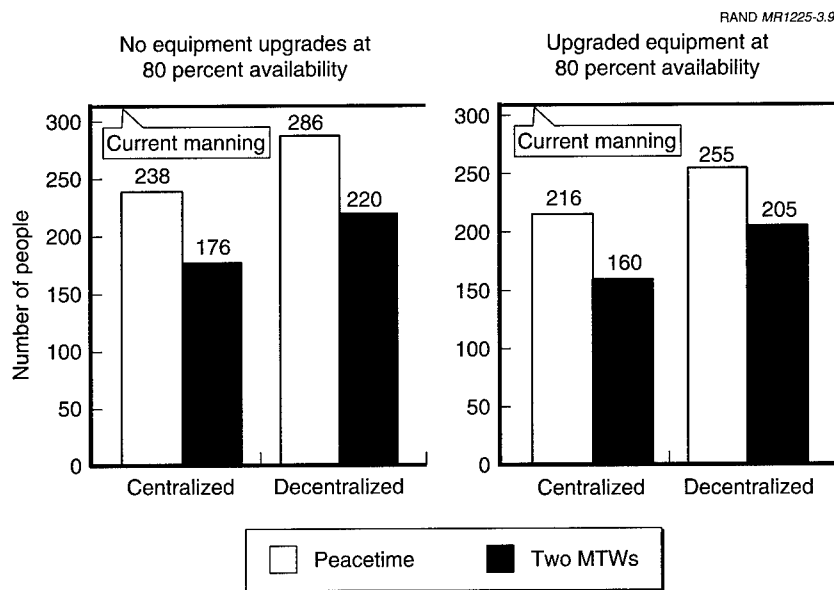 RAND MR1225-3.9
No equipment upgrades at
80 percent availability
Upgraded equipment at
80 percent availability
Number of people
300
250
200
150
100
50
0
Current manning
238
176
286
220
Centralized
Decentralized
300
250
200
150
100
50
0
Current manning
216
160
255
205
Centralized
Decentralized
Peacetime
Two MTWs